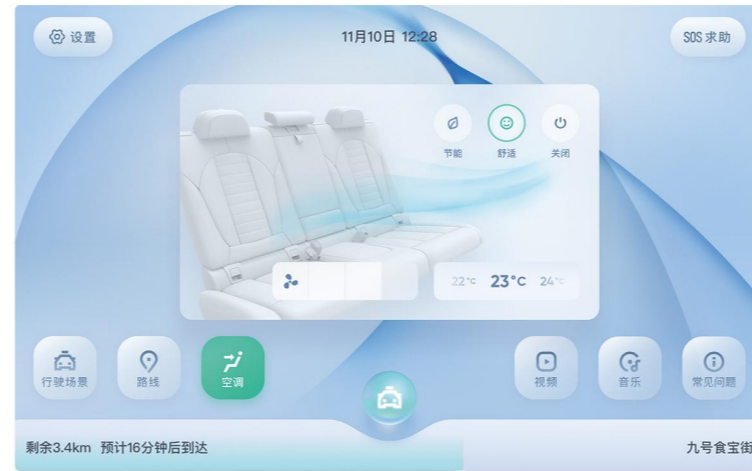 设置
11月10日 12:28
SOS 求助
节能
舒适
关闭
22°C 23°C 24°C
行驶场景
路线
空调
视频
音乐
常见问题
剩余3.4km 预计16分钟后到达
九号食宝街